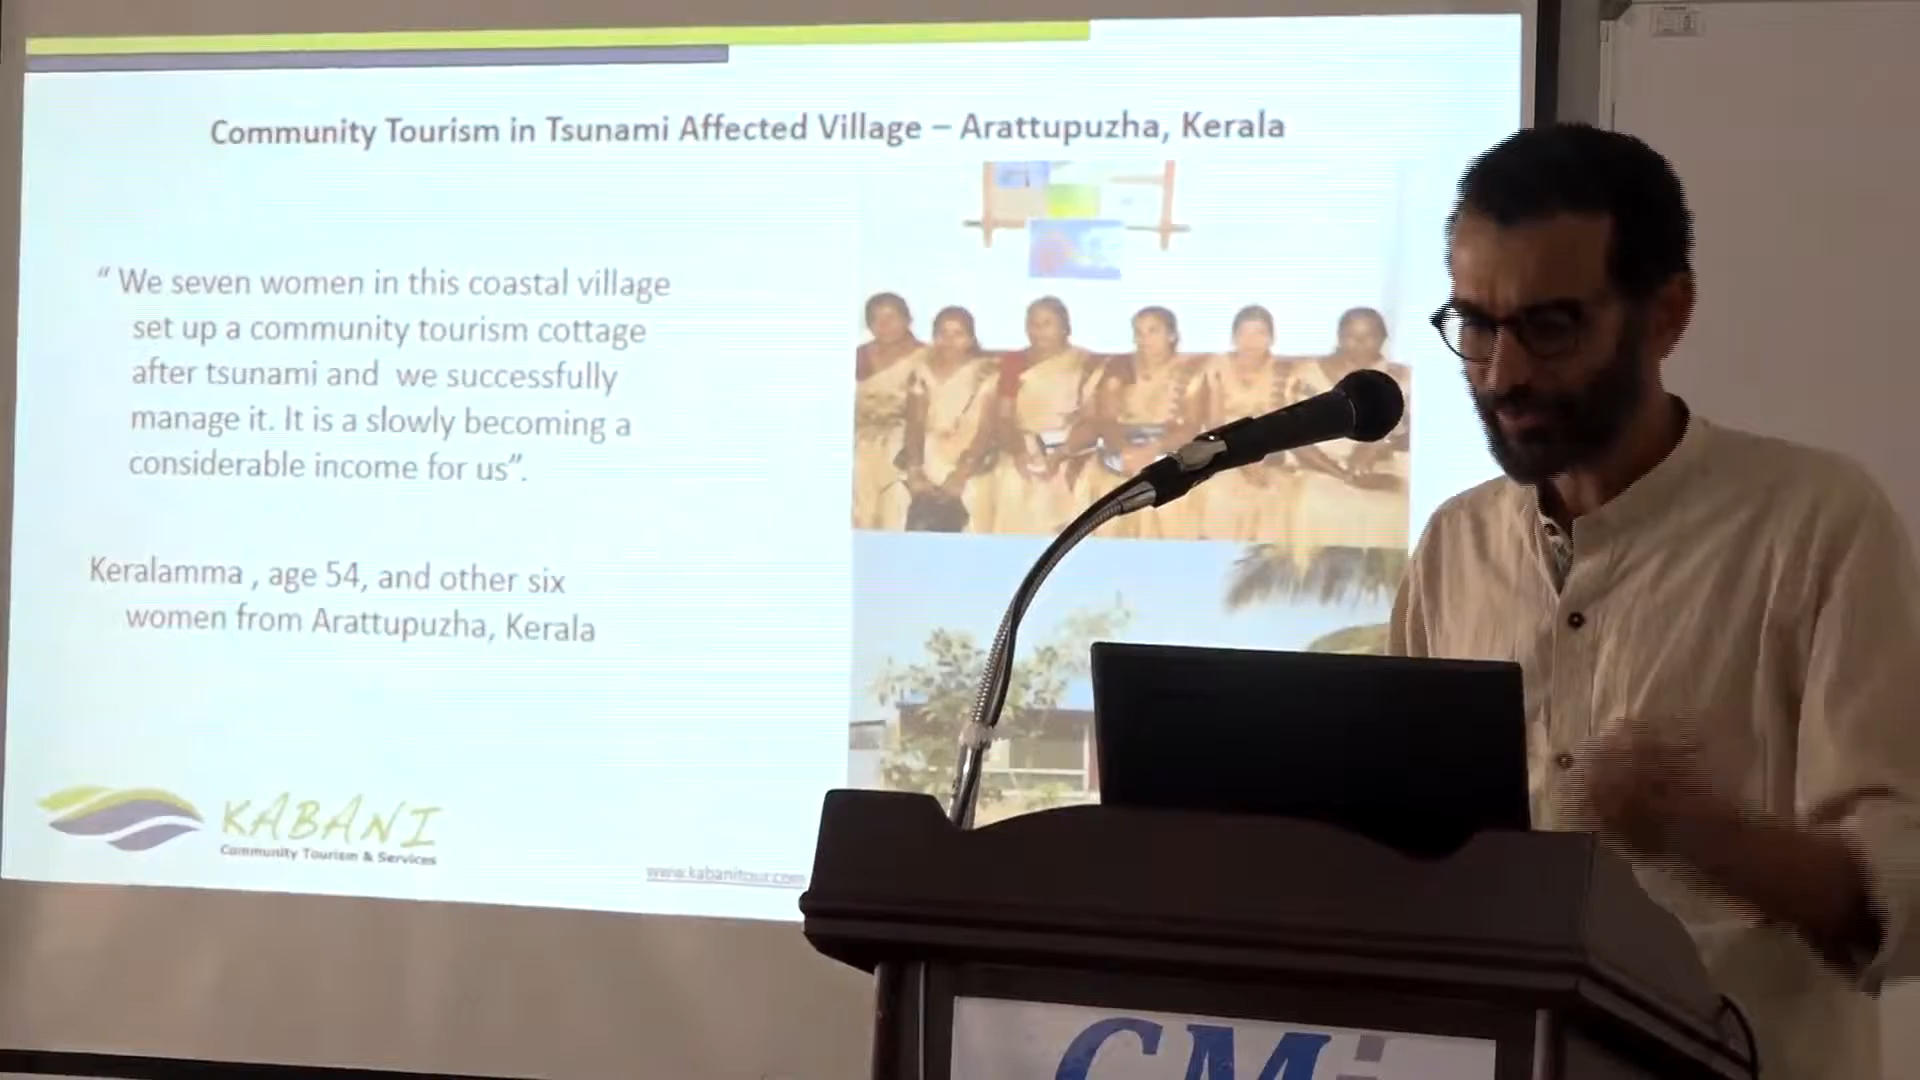 Community Tourism in Tsunami Affected Village – Arattupuzha, Kerala
“ We seven women in this coastal village
set up a community tourism cottage
after tsunami and we successfully
manage it. It is a slowly becoming a
considerable income for us”.
Keralamma , age 54, and other six
women from Arattupuzha, Kerala
KABANI
Community Tourism & Services
www.kabanitour.com
CMi